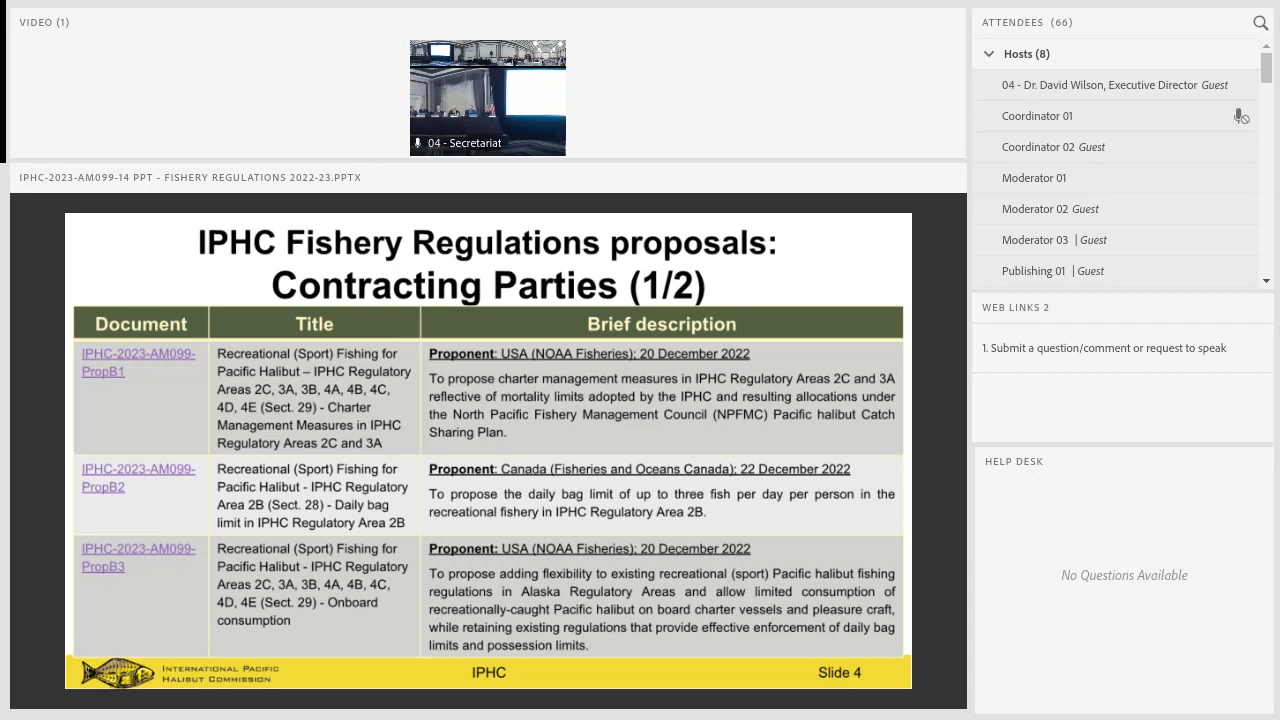 VIDEO (1)
04 - Secretariat
IPHC-2023-AM099-14 PPT - FISHERY REGULATIONS 2022-23.PPTX
IPHC Fishery Regulations proposals:
Contracting Parties (1/2)
Document
Title
Brief description
IPHC-2023-AM099-
PropB1
Recreational (Sport) Fishing for
Pacific Halibut – IPHC Regulatory
Areas 2C, 3A, 3B, 4A, 4B, 4C,
4D, 4E (Sect. 29) - Charter
Management Measures in IPHC
Regulatory Areas 2C and 3A
Proponent: USA (NOAA Fisheries); 20 December 2022
To propose charter management measures in IPHC Regulatory Areas 2C and 3A
reflective of mortality limits adopted by the IPHC and resulting allocations under
the North Pacific Fishery Management Council (NPFMC) Pacific halibut Catch
Sharing Plan.
IPHC-2023-AM099-
PropB2
Recreational (Sport) Fishing for
Pacific Halibut - IPHC Regulatory
Area 2B (Sect. 28) - Daily bag
limit in IPHC Regulatory Area 2B
Proponent: Canada (Fisheries and Oceans Canada); 22 December 2022
To propose the daily bag limit of up to three fish per day per person in the
recreational fishery in IPHC Regulatory Area 2B.
IPHC-2023-AM099-
PropB3
Recreational (Sport) Fishing for
Pacific Halibut - IPHC Regulatory
Areas 2C, 3A, 3B, 4A, 4B, 4C,
4D, 4E (Sect. 29) - Onboard
consumption
Proponent: USA (NOAA Fisheries); 20 December 2022
To propose adding flexibility to existing recreational (sport) Pacific halibut fishing
regulations in Alaska Regulatory Areas and allow limited consumption of
recreationally-caught Pacific halibut on board charter vessels and pleasure craft,
while retaining existing regulations that provide effective enforcement of daily bag
limits and possession limits.
INTERNATIONAL PACIFIC
HALIBUT COMMISSION
IPHC
Slide 4
ATTENDEES (66)
Hosts (8)
04 - Dr. David Wilson, Executive Director Guest
Coordinator 01
Coordinator 02 Guest
Moderator 01
Moderator 02 Guest
Moderator 03 | Guest
Publishing 01 | Guest
WEB LINKS 2
1. Submit a question/comment or request to speak
HELP DESK
No Questions Available